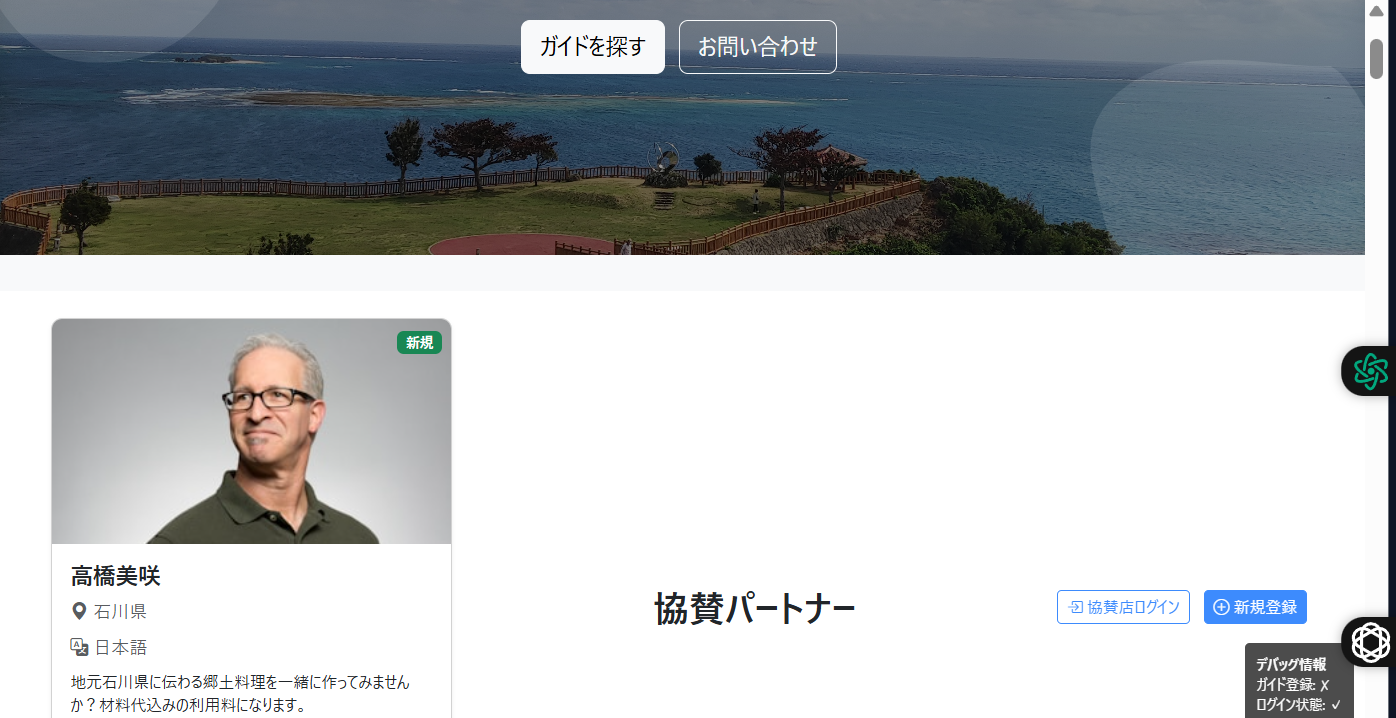 ガイドを探す
お問い合わせ
新規
高橋美咲
石川県
日本語
地元石川県に伝わる郷土料理を一緒に作ってみません
か？材料代込みの利用料になります。
協賛パートナー
協賛店ログイン
新規登録
デバッグ情報
ガイド登録: ✗
ログイン状態: ✓